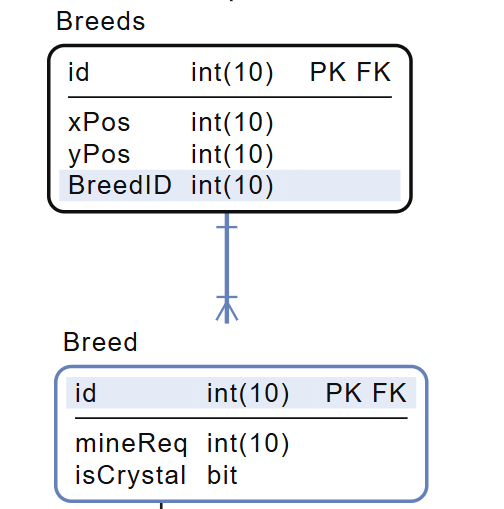 Breeds
id int(10) PK FK
xPos int(10)
yPos int(10)
BreedID int(10)
Breed
id int(10) PK FK
mineReq int(10)
isCrystal bit